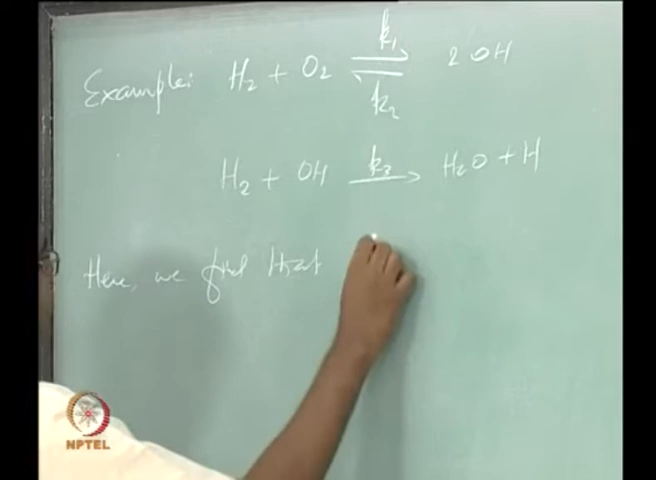 Example: H₂ + O₂ ⇌ 2 OH
k₁
k₂
H₂ + OH → H₂O + H
k₃
Here, we find that
NPTEL